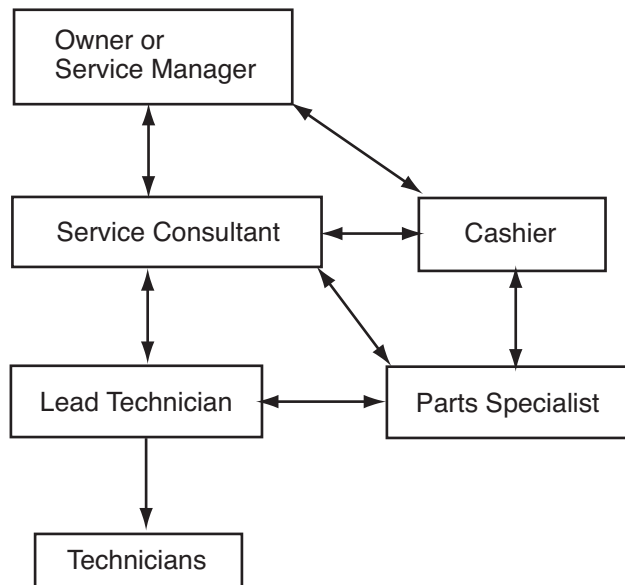 Owner or
Service Manager
Service Consultant
Cashier
Lead Technician
Parts Specialist
Technicians